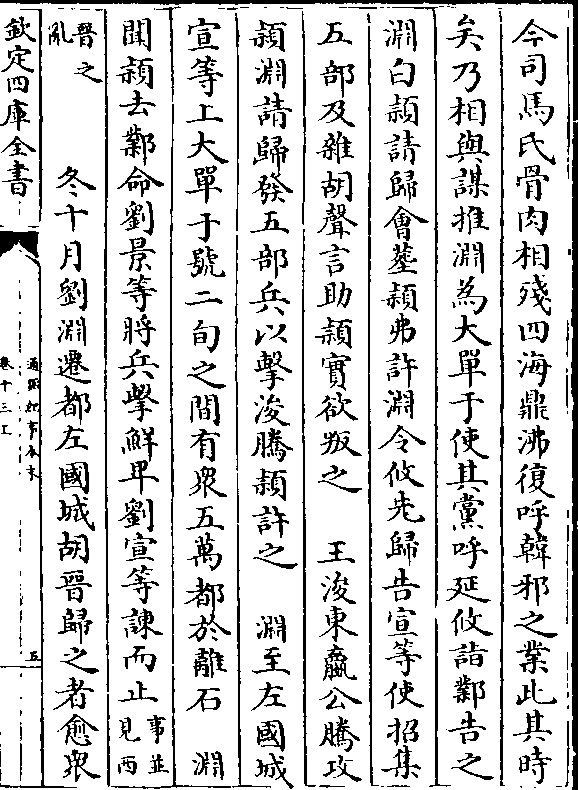 今司馬氏骨肉相殘四海鼎沸復呼韓邪之業此其時
矣乃相與謀推淵為大單于使其黨呼延攸詣鄴告之
淵白穎請歸會葬穎弗許淵令攸先歸告宣等使招集
五部及雜胡聲言助穎實欲叛之　王浚東嬴公騰攻
穎淵請歸發五部兵以擊浚騰穎許之　淵至左國城
宣等上大單于號二旬之間有衆五萬都於離石　淵
聞穎去鄴命劉景等將兵擊鮮卑劉宣等諫而止事並見西
晉之亂　冬十月劉淵遷都左國城胡晉歸之者愈衆
欽定四庫全書
通鑑紀事本末
卷十三上
五